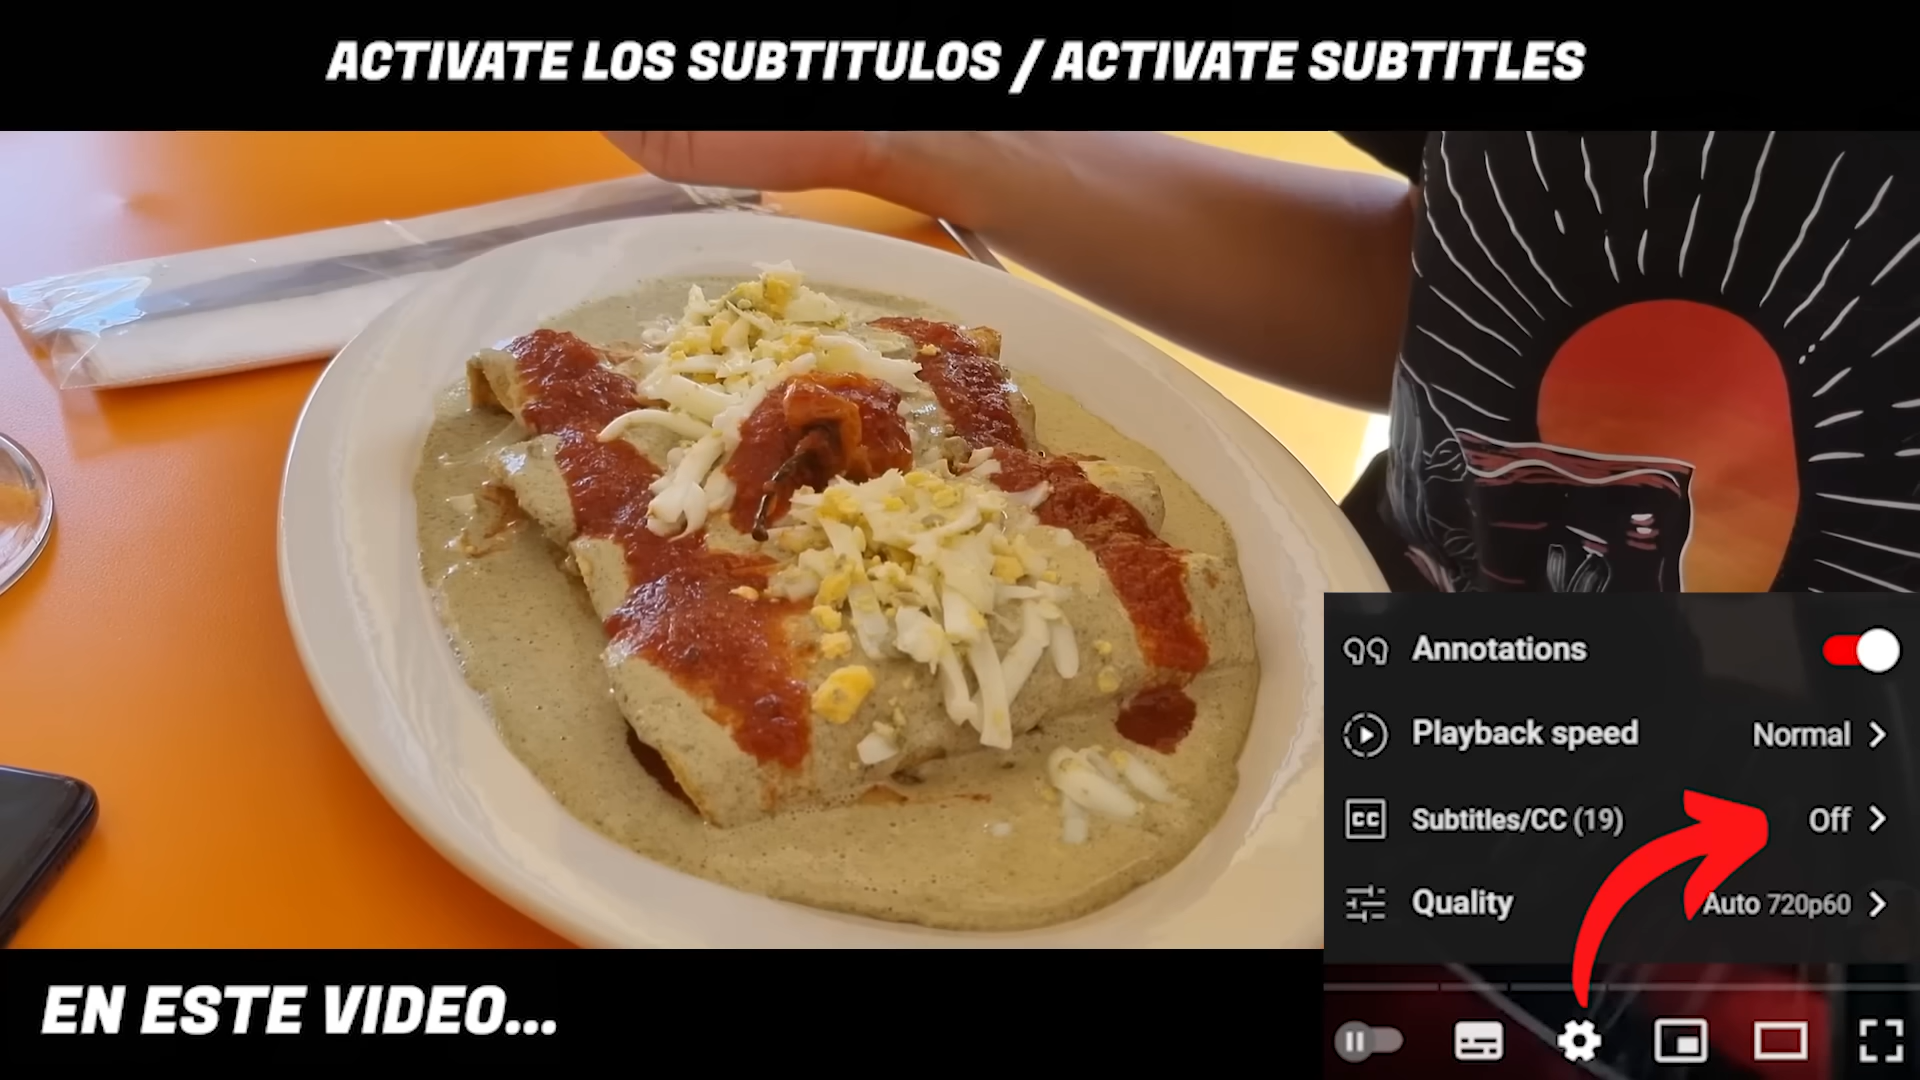 ACTIVATE LOS SUBTITULOS / ACTIVATE SUBTITLES
Annotations
Playback speed Normal
CC Subtitles/CC (19) Off
Quality Auto 720p60
EN ESTE VIDEO...